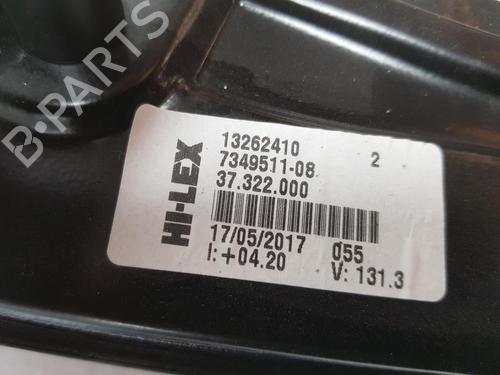 B-PARTS
HI-LEX
13262410 2
7349511-08
37.322.000
17/05/2017 055
I:+04.20 V: 131.3